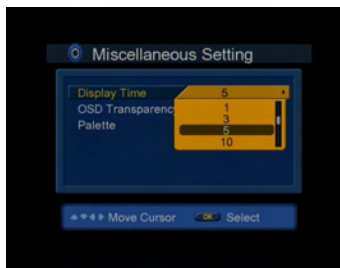 Miscellaneous Setting
Display Time 5
OSD Transparenc
Palette
1
3
5
10
Move Cursor OK Select